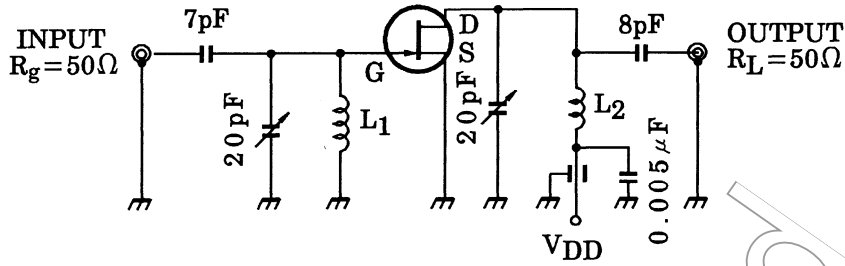 7pF
INPUT
Rg=50Ω
20pF
L1
G
D
S
20pF
8pF
OUTPUT
RL=50Ω
L2
0.005μF
VDD